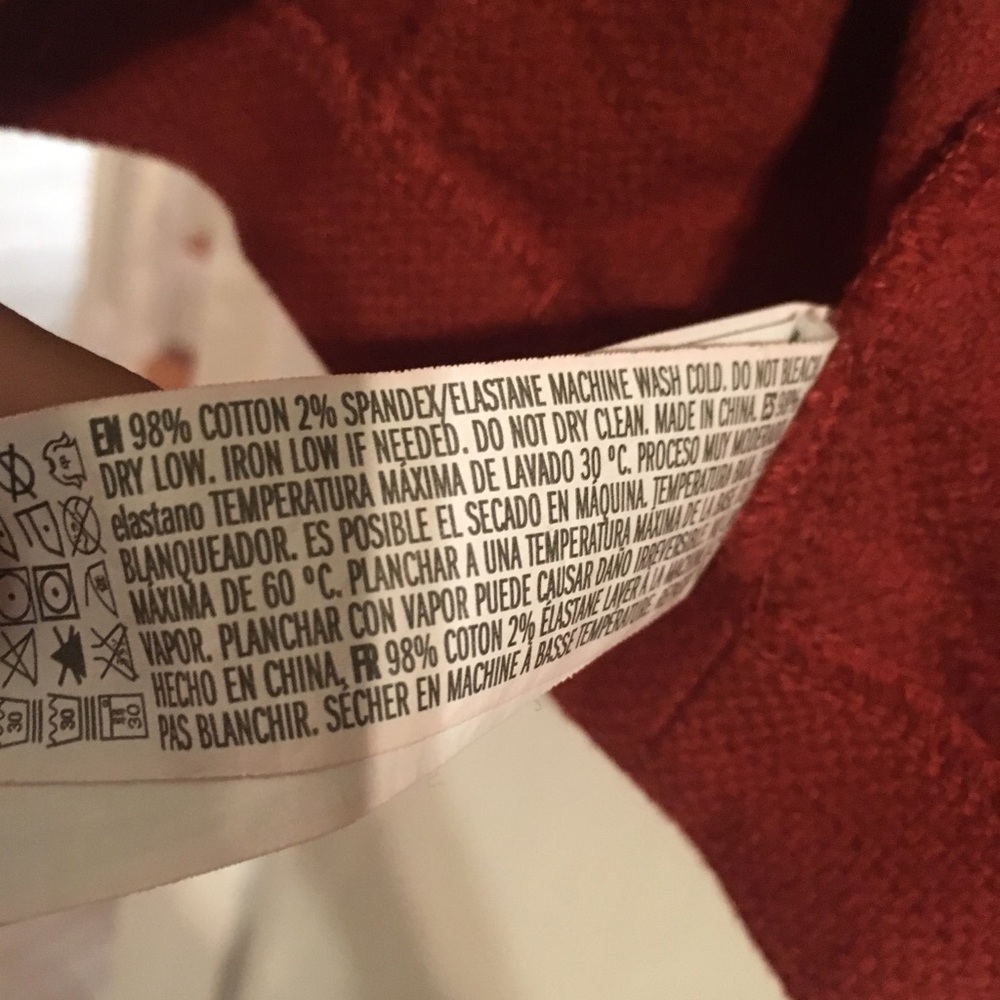 EN 98% COTTON 2% SPANDEX/ELASTANE MACHINE WASH COLD. DO NOT BLEACH
DRY LOW. IRON LOW IF NEEDED. DO NOT DRY CLEAN. MADE IN CHINA. ES 98%
elastano TEMPERATURA MÁXIMA DE LAVADO 30 °C. PROCESO MUY MODERADO
BLANQUEADOR. ES POSIBLE EL SECADO EN MÁQUINA. TEMPERATURA BAJA.
MÁXIMA DE 60 °C. PLANCHAR A UNA TEMPERATURA MÁXIMA DE LA BASE
VAPOR. PLANCHAR CON VAPOR PUEDE CAUSAR DAÑO IRREVERSIBLE
HECHO EN CHINA. FR 98% COTON 2% ÉLASTANE LAVER À LA MACHINE
PAS BLANCHIR. SÉCHER EN MACHINE À BASSE TEMPÉRATURE.
30 30 30